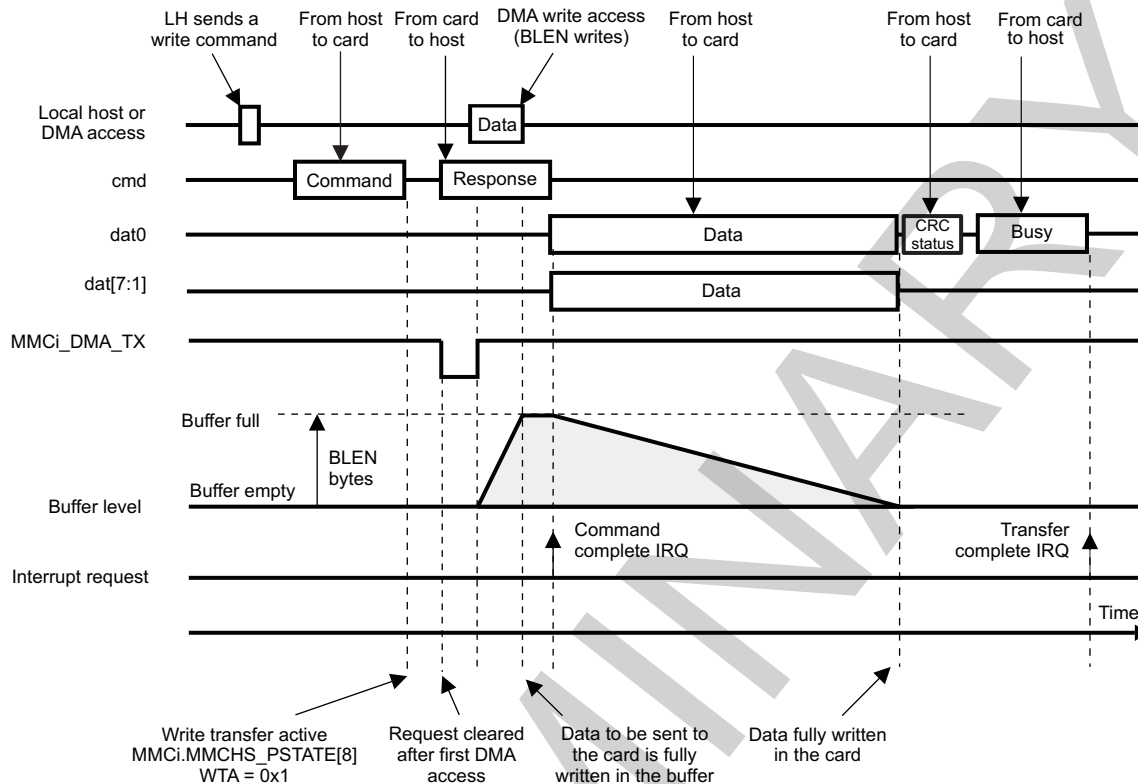 LH sends a
write command
From host
to card
From card
to host
DMA write access
(BLEN writes)
From host
to card
From host
to card
From card
to host
Local host or
DMA access
Data
cmd
Command
Response
dat0
Data
CRC
status
Busy
dat[7:1]
Data
MMCi_DMA_TX
Buffer full
BLEN
bytes
Buffer empty
Buffer level
Command
complete IRQ
Transfer
complete IRQ
Interrupt request
Time
Write transfer active
MMCi.MMCHS_PSTATE[8]
WTA = 0x1
Request cleared
after first DMA
access
Data to be sent to
the card is fully
written in the buffer
Data fully written
in the card
MINARY